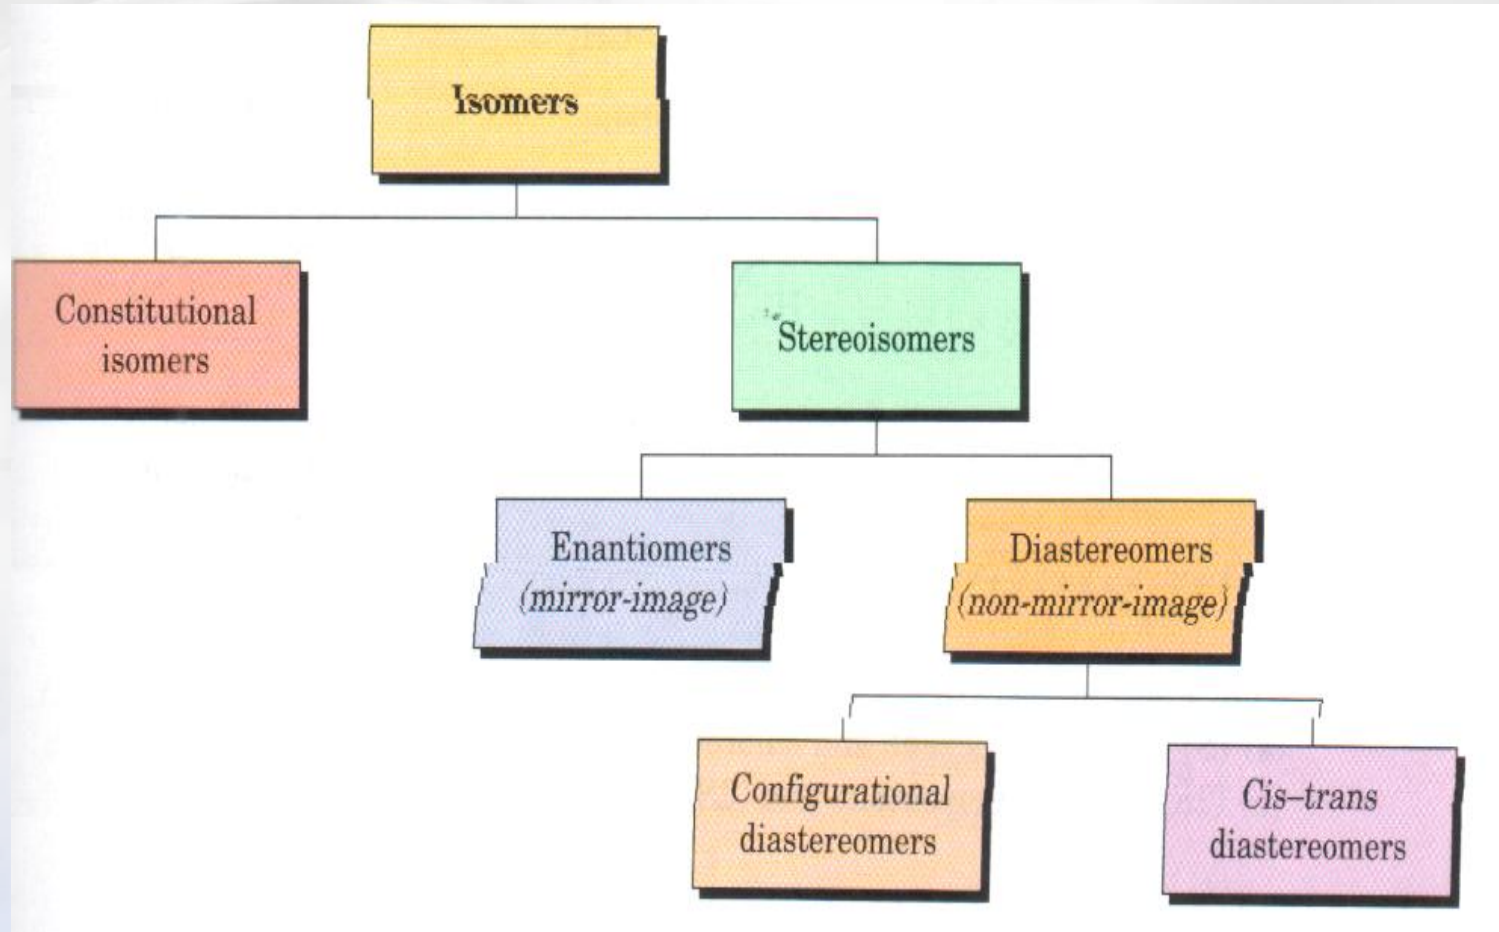 Isomers
Constitutional
isomers
Stereoisomers
Enantiomers
(mirror-image)
Diastereomers
(non-mirror-image)
Configurational
diastereomers
Cis–trans
diastereomers